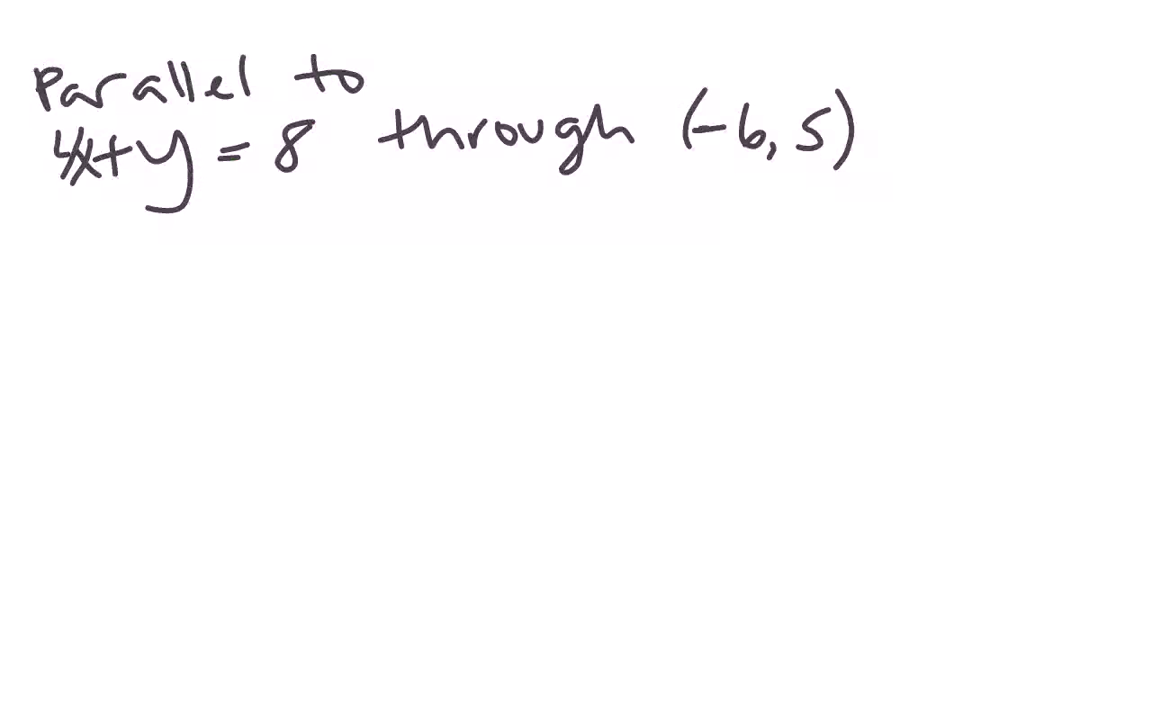 Parallel to
4x+y = 8 through (-6, 5)